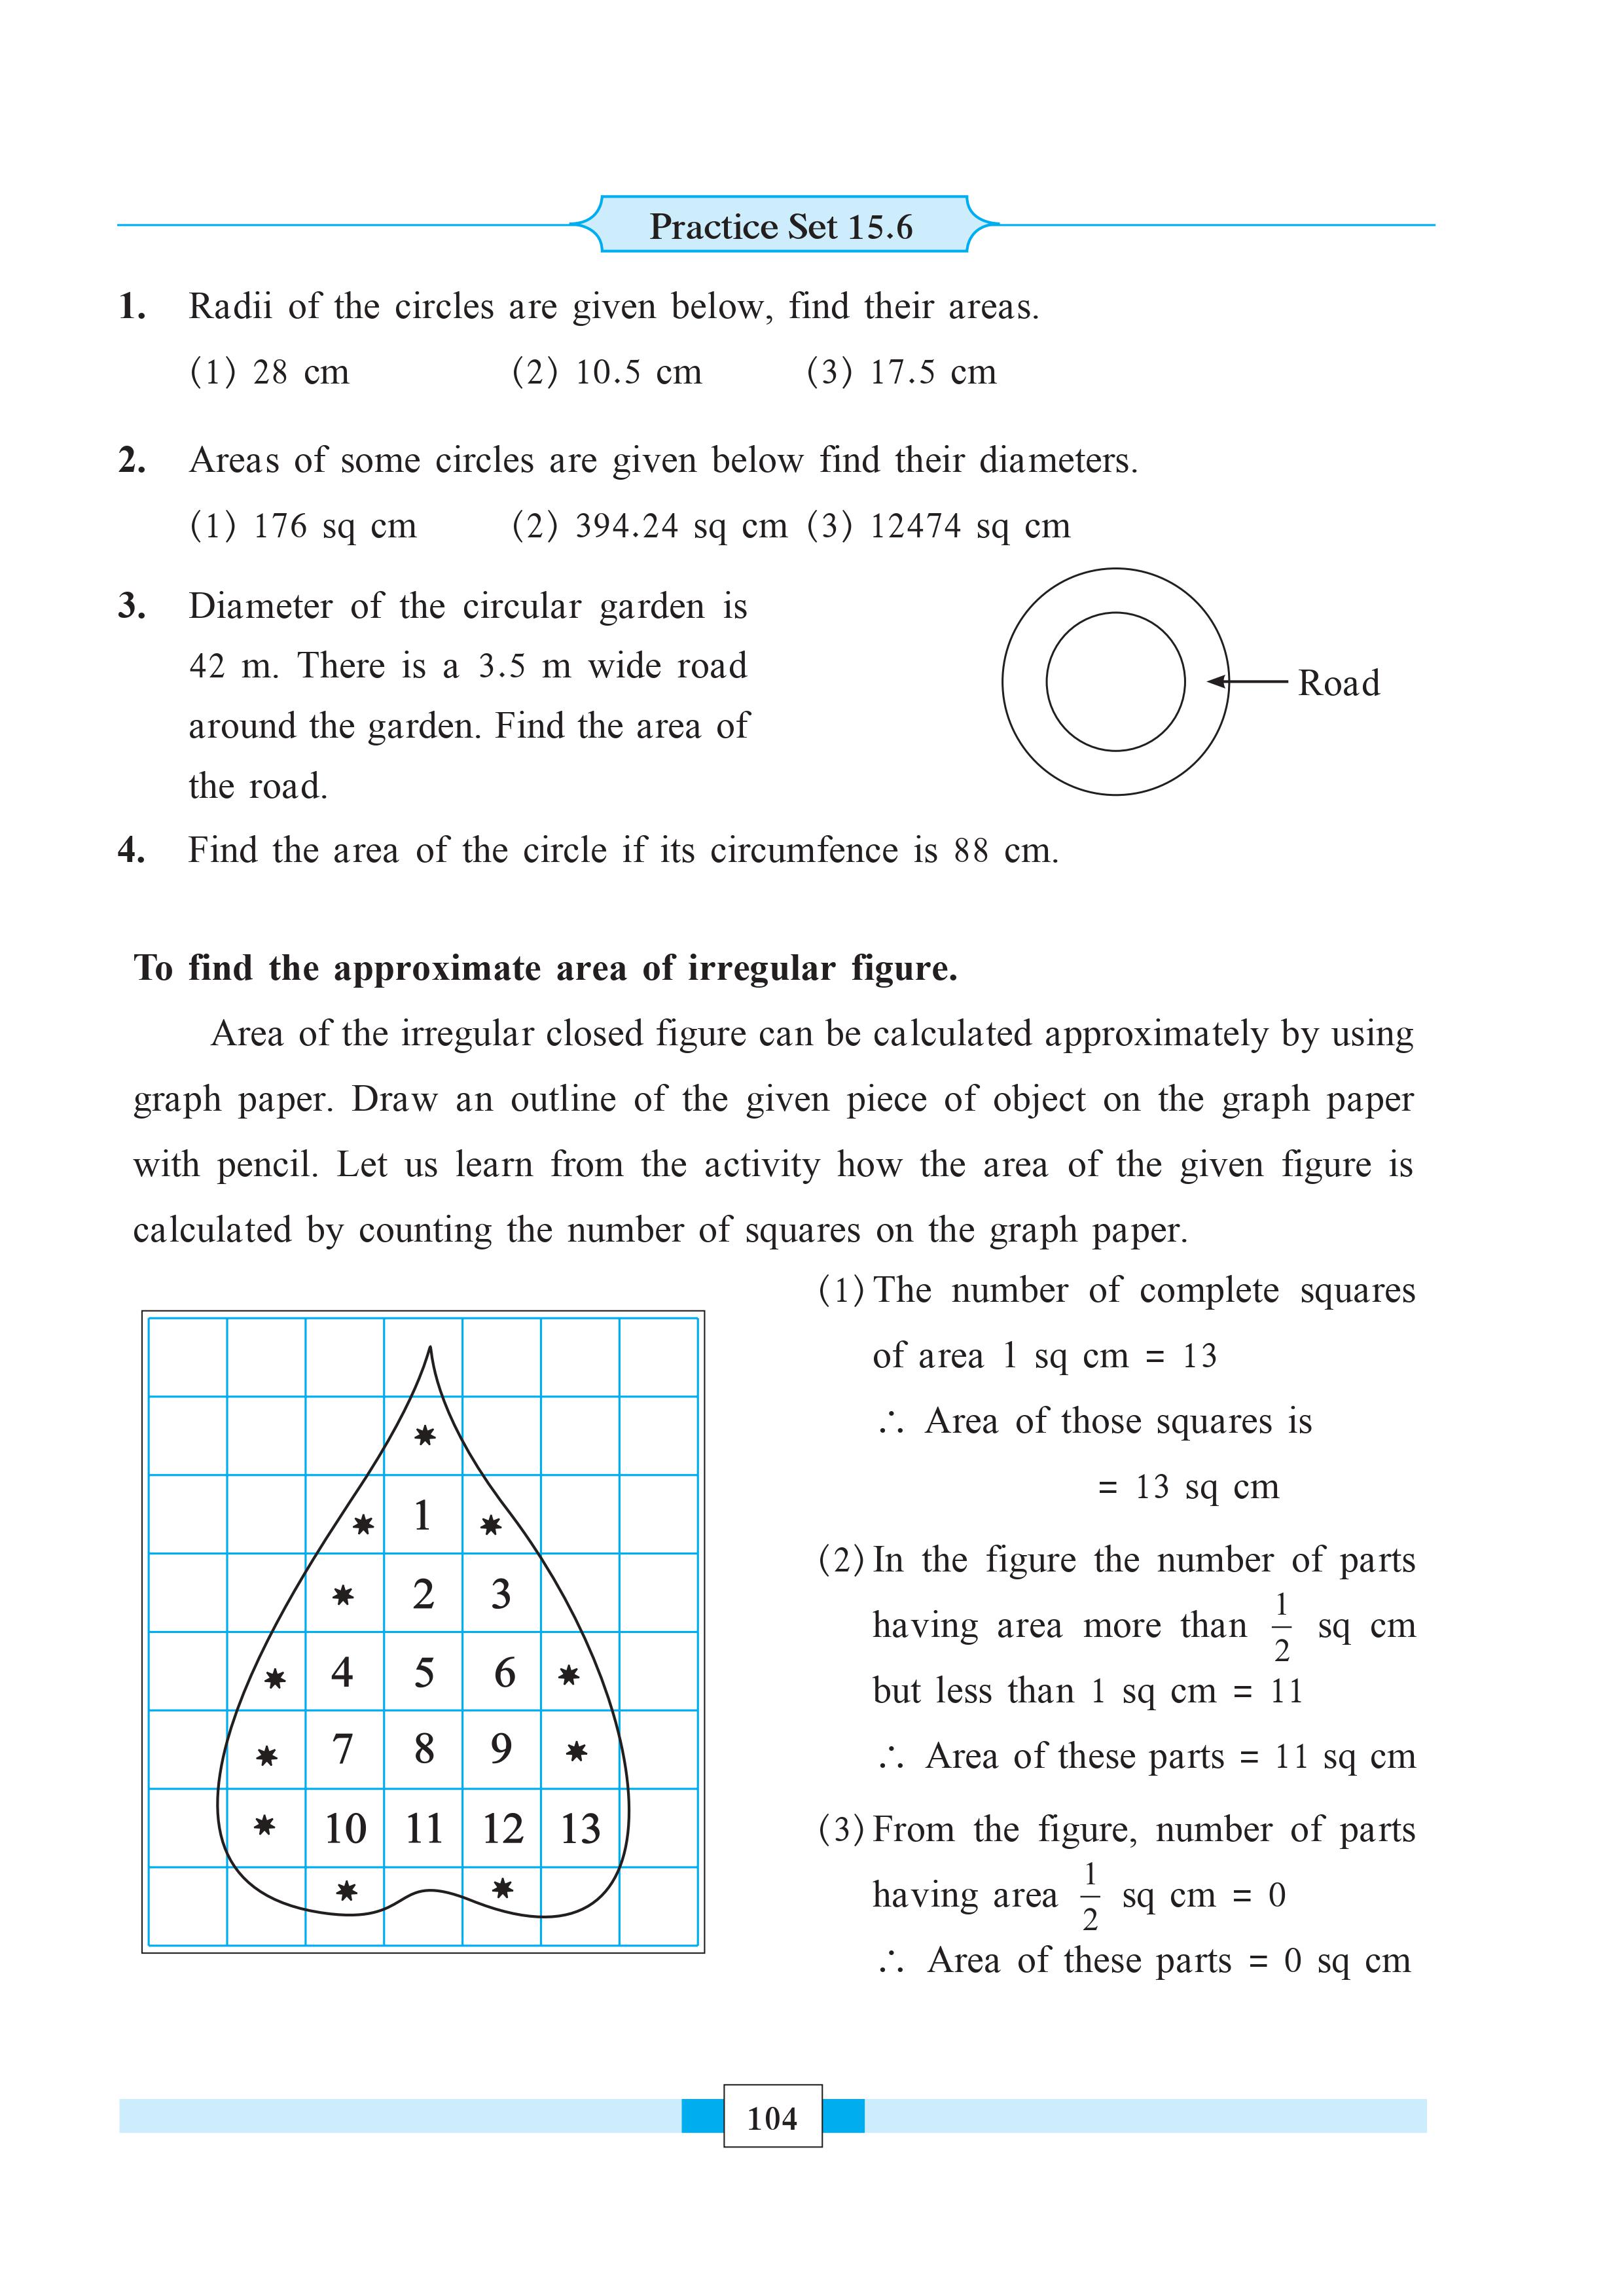 Practice Set 15.6
1. Radii of the circles are given below, find their areas.
(1) 28 cm (2) 10.5 cm (3) 17.5 cm
2. Areas of some circles are given below find their diameters.
(1) 176 sq cm (2) 394.24 sq cm (3) 12474 sq cm
3. Diameter of the circular garden is
42 m. There is a 3.5 m wide road
around the garden. Find the area of
the road.
Road
4. Find the area of the circle if its circumfence is 88 cm.
To find the approximate area of irregular figure.
Area of the irregular closed figure can be calculated approximately by using
graph paper. Draw an outline of the given piece of object on the graph paper
with pencil. Let us learn from the activity how the area of the given figure is
calculated by counting the number of squares on the graph paper.
1
2 3
4 5 6
7 8 9
10 11 12 13
(1) The number of complete squares
of area 1 sq cm = 13
∴ Area of those squares is
= 13 sq cm
(2) In the figure the number of parts
having area more than 1/2 sq cm
but less than 1 sq cm = 11
∴ Area of these parts = 11 sq cm
(3) From the figure, number of parts
having area 1/2 sq cm = 0
∴ Area of these parts = 0 sq cm
104